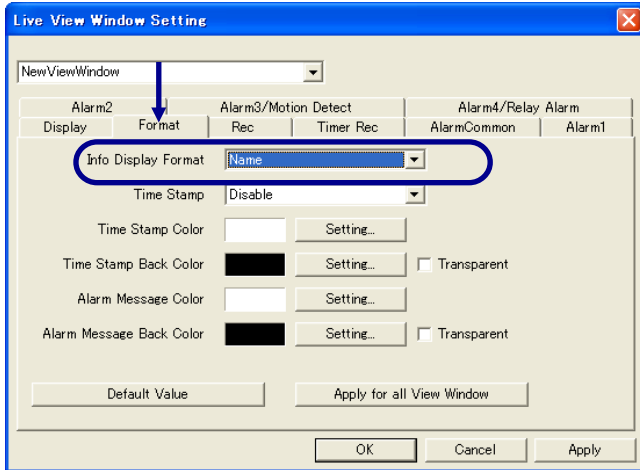 Live View Window Setting
NewViewWindow
Alarm2 Alarm3/Motion Detect Alarm4/Relay Alarm
Display Format Rec Timer Rec AlarmCommon Alarm1
Info Display Format Name
Time Stamp Disable
Time Stamp Color Setting...
Time Stamp Back Color Setting... Transparent
Alarm Message Color Setting...
Alarm Message Back Color Setting... Transparent
Default Value Apply for all View Window
OK Cancel Apply